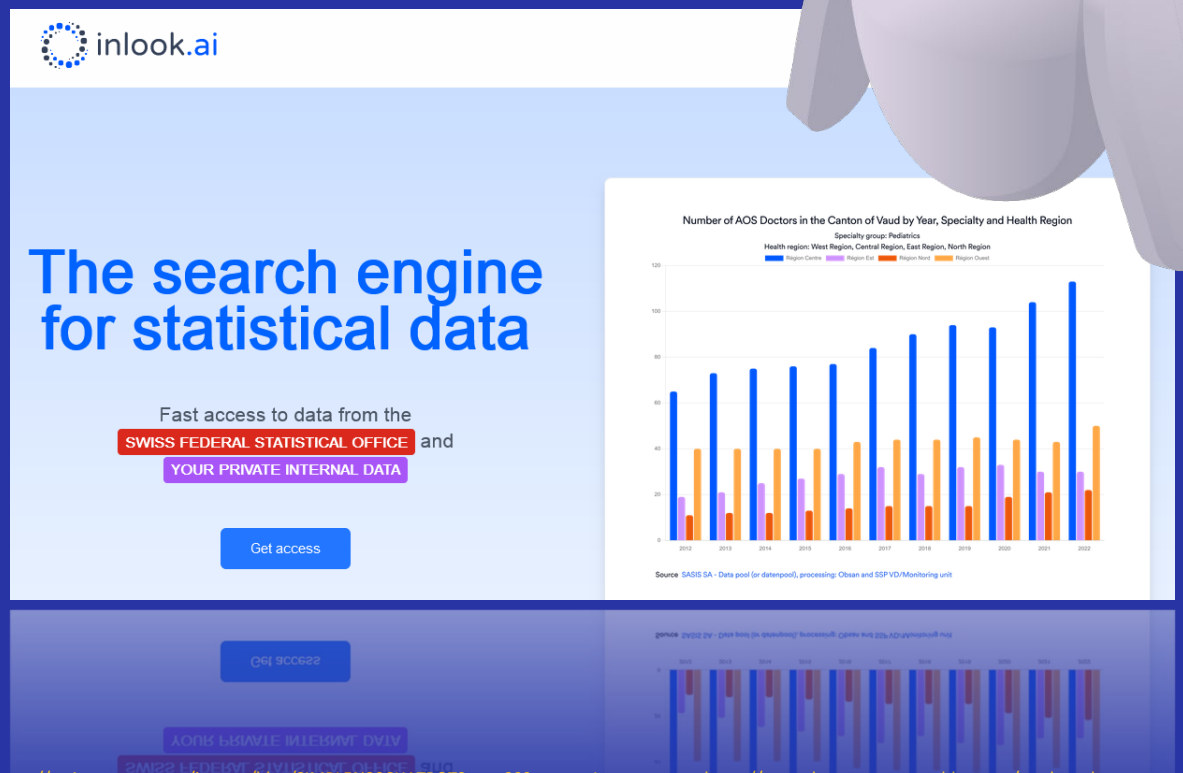 inlook.ai
The search engine
for statistical data
Fast access to data from the
SWISS FEDERAL STATISTICAL OFFICE and
YOUR PRIVATE INTERNAL DATA
Get access
Number of AOS Doctors in the Canton of Vaud by Year, Specialty and Health Region
Specialty group: Pediatrics
Health region: West Region, Central Region, East Region, North Region
Région Centre Région Est Région Nord Région Ouest
120
100
80
60
40
20
0
2012 2013 2014 2015 2016 2017 2018 2019 2020 2021 2022
Source SASIS SA - Data pool (or datenpool), processing: Obsan and SSP VD/Monitoring unit